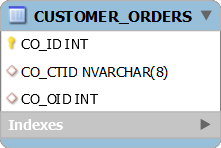 CUSTOMER_ORDERS
CO_ID INT
CO_CTID NVARCHAR(8)
CO_OID INT
Indexes